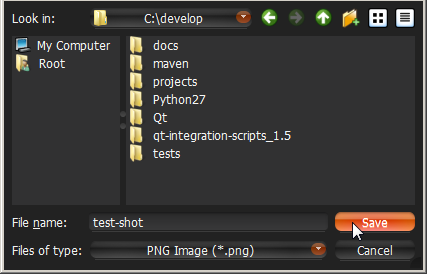 Look in: C:\develop
My Computer
Root
docs
maven
projects
Python27
Qt
qt-integration-scripts_1.5
tests
File name: test-shot Save
Files of type: PNG Image (*.png) Cancel